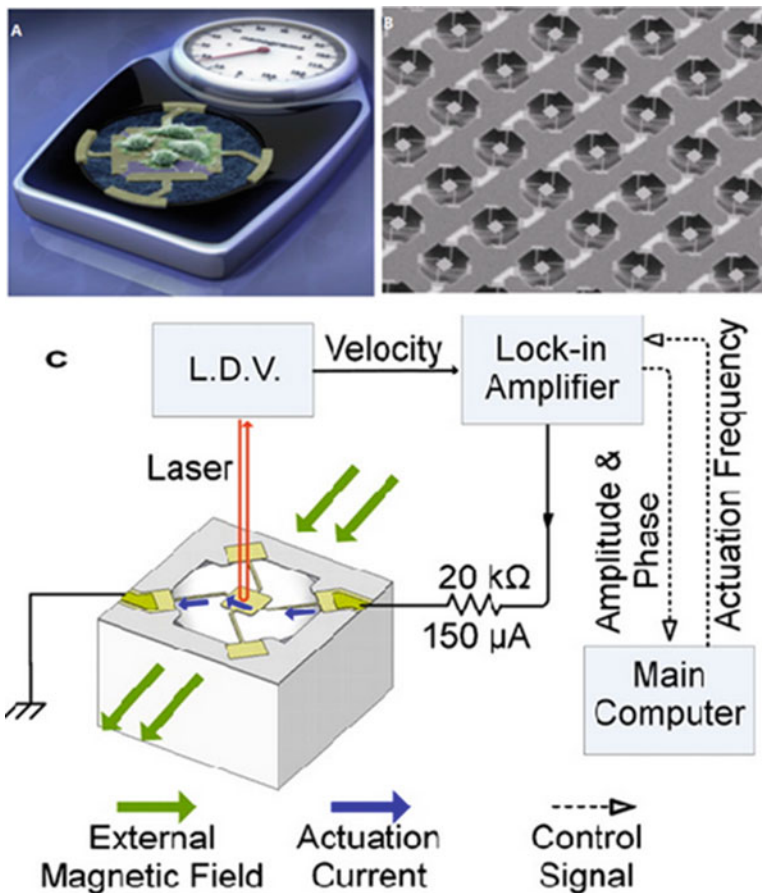 A
nanograms
B
C
L.D.V.
Velocity
Lock-in
Amplifier
Laser
20 kΩ
150 µA
Amplitude &
Phase
Actuation Frequency
Main
Computer
External
Magnetic Field
Actuation
Current
Control
Signal